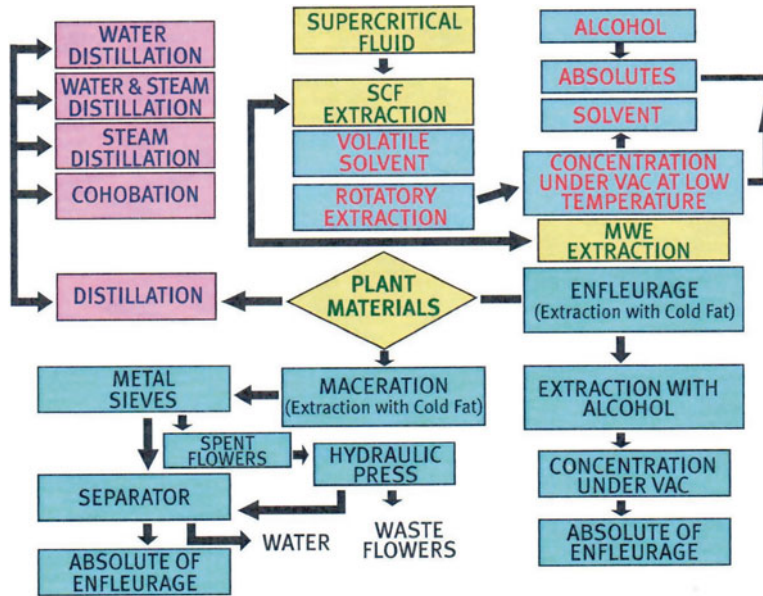 WATER
DISTILLATION
WATER & STEAM
DISTILLATION
STEAM
DISTILLATION
COHOBATION
DISTILLATION
SUPERCRITICAL
FLUID
SCF
EXTRACTION
VOLATILE
SOLVENT
ROTATORY
EXTRACTION
ALCOHOL
ABSOLUTES
SOLVENT
CONCENTRATION
UNDER VAC AT LOW
TEMPERATURE
MWE
EXTRACTION
PLANT
MATERIALS
ENFLEURAGE
(Extraction with Cold Fat)
METAL
SIEVES
MACERATION
(Extraction with Cold Fat)
EXTRACTION WITH
ALCOHOL
SPENT
FLOWERS
HYDRAULIC
PRESS
CONCENTRATION
UNDER VAC
SEPARATOR
WATER
WASTE
FLOWERS
ABSOLUTE OF
ENFLEURAGE
ABSOLUTE OF
ENFLEURAGE